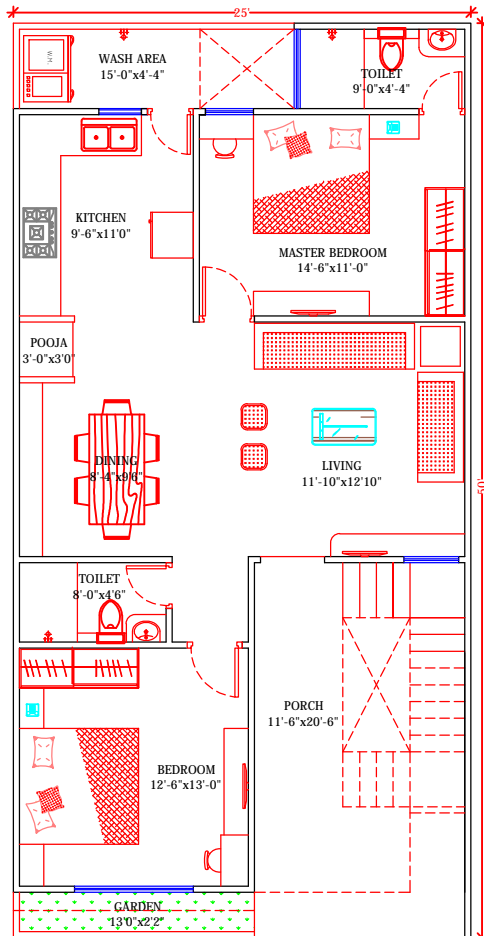 25'
WASH AREA
15'-0"x4'-4"
TOILET
9'-0"x4'-4"
W.M.
KITCHEN
9'-6"x11'0"
MASTER BEDROOM
14'-6"x11'-0"
POOJA
3'-0"x3'0"
DINING
8'-4"x9'6"
LIVING
11'-10"x12'10"
50'
TOILET
8'-0"x4'6"
PORCH
11'-6"x20'-6"
BEDROOM
12'-6"x13'-0"
GARDEN
13'0"x2'2"